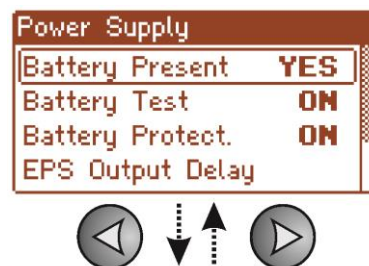 Power Supply
Battery Present YES
Battery Test ON
Battery Protect. ON
EPS Output Delay